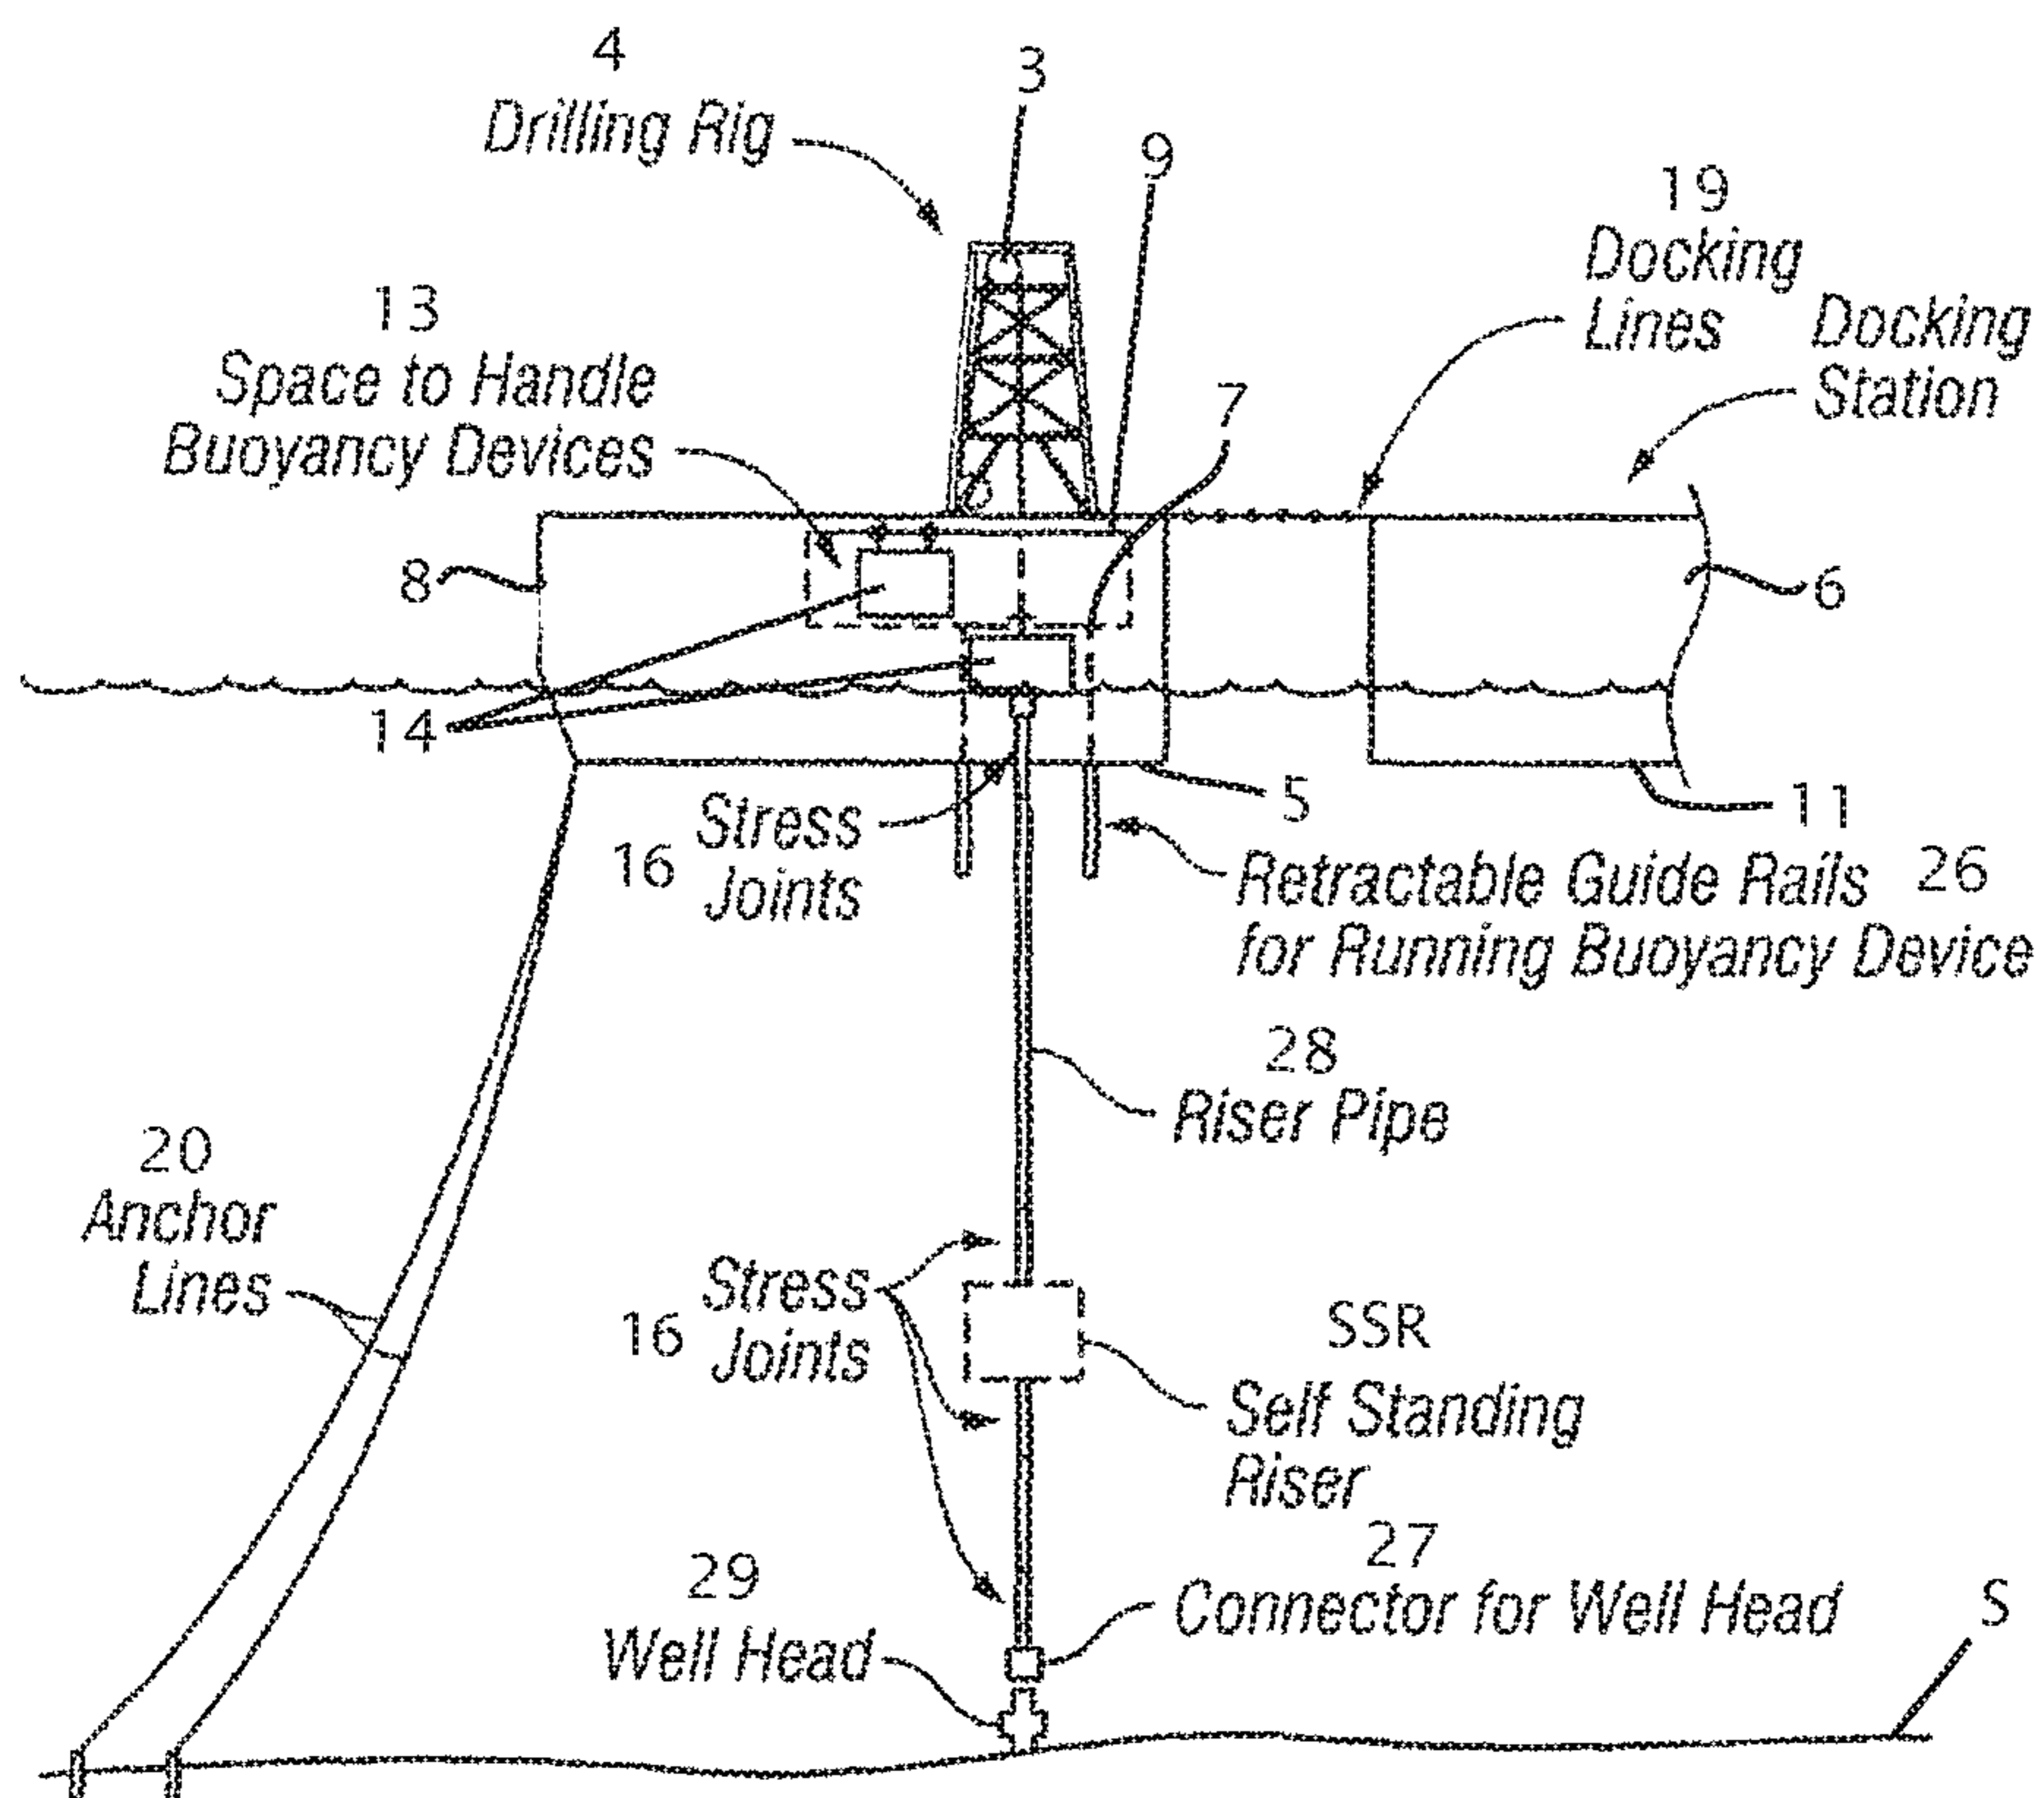 4
Drilling Rig
3
9
19
Docking
Lines
Docking
Station
13
Space to Handle
Buoyancy Devices
7
8
6
14
5
11
Stress
Joints
16
Retractable Guide Rails
for Running Buoyancy Device
26
28
Riser Pipe
20
Anchor
Lines
Stress
Joints
16
SSR
Self Standing
Riser
27
Connector for Well Head
29
Well Head
S